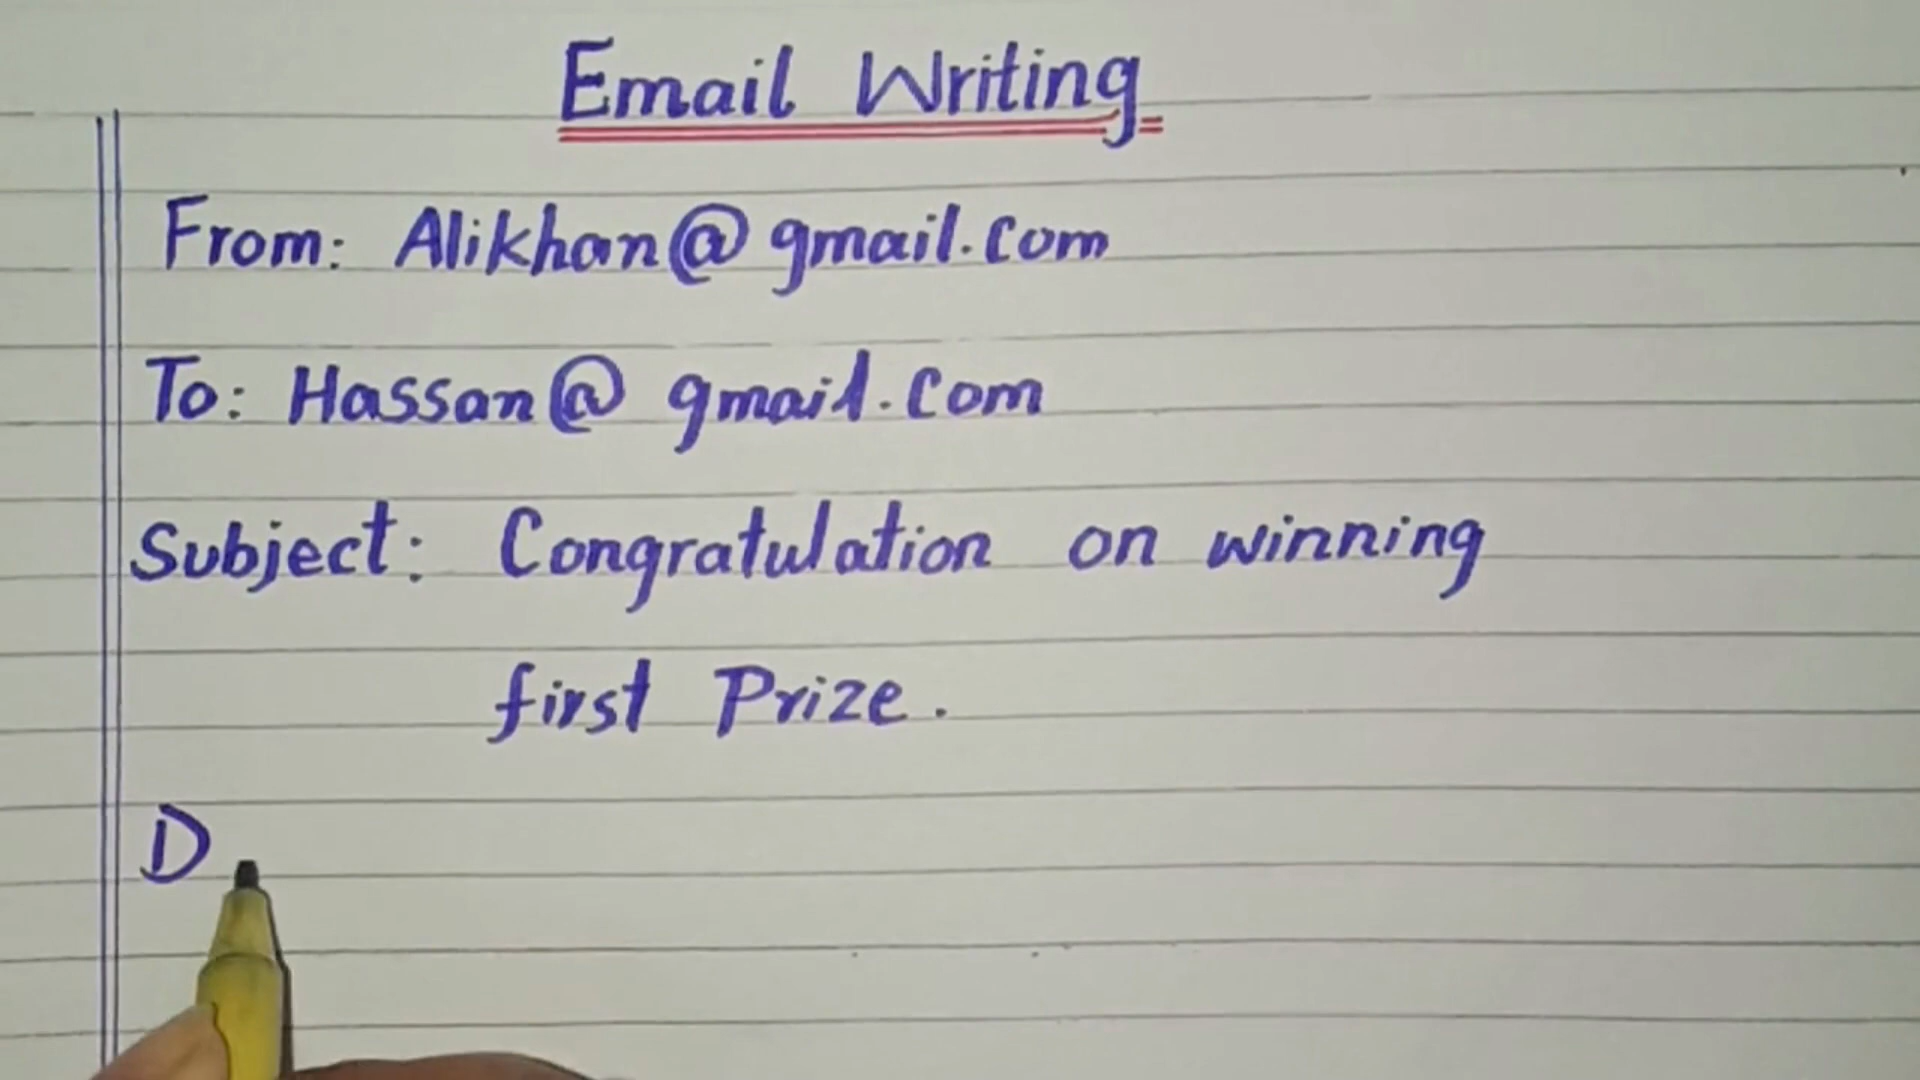 Email Writing
From: Alikhan@gmail.com
To: Hassan@gmail.com
Subject: Congratulation on winning
first Prize.
D